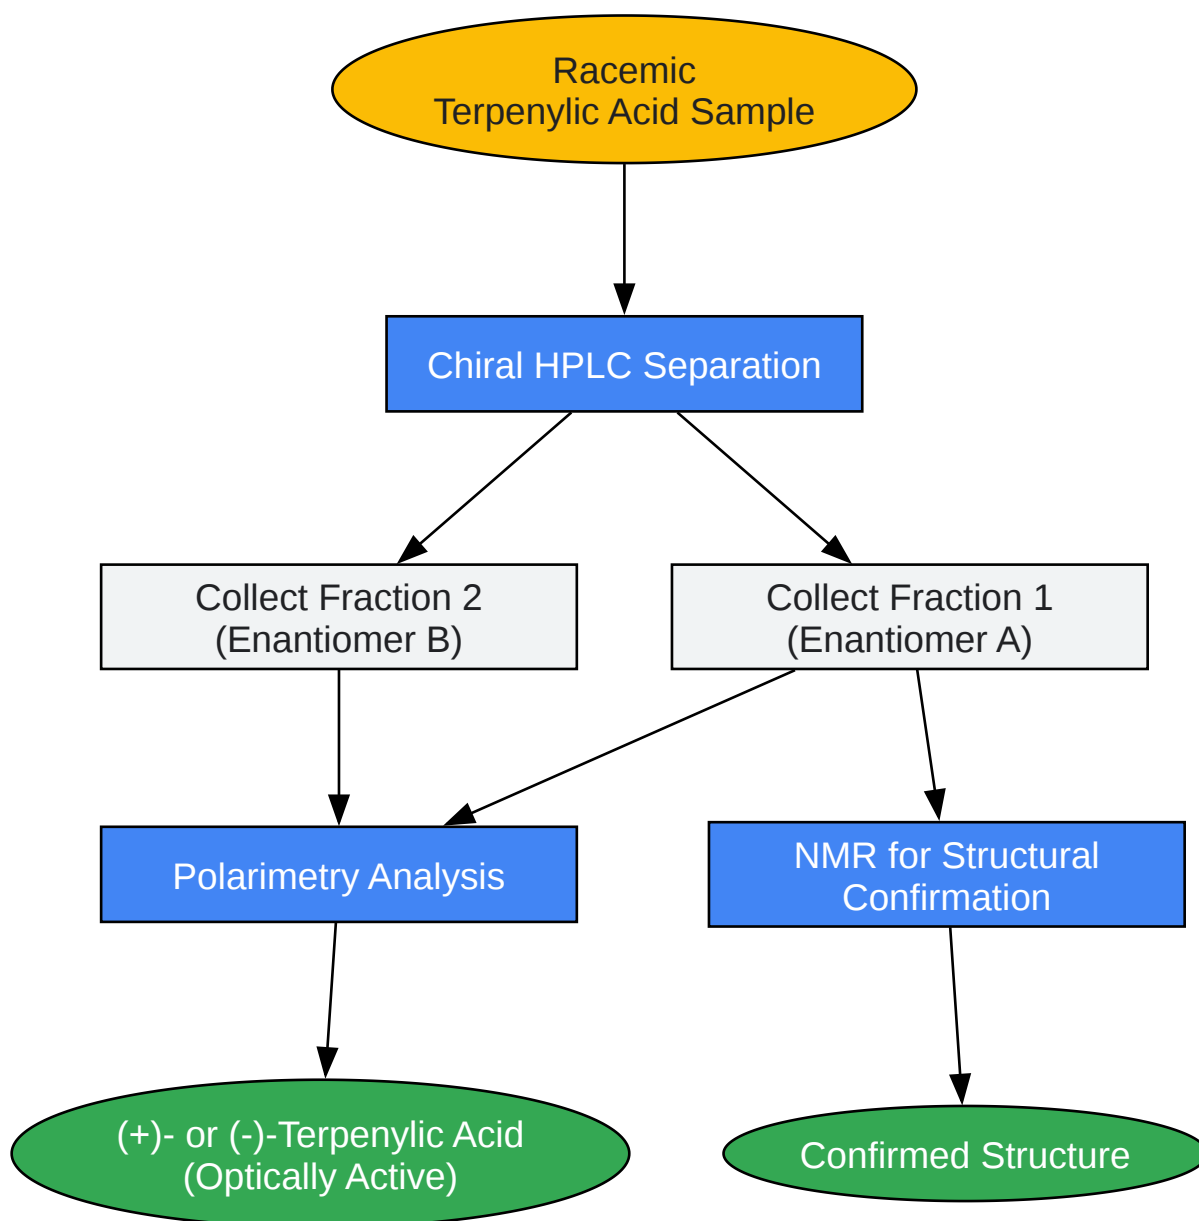 Racemic
Terpenylic Acid Sample
Chiral HPLC Separation
Collect Fraction 2
(Enantiomer B)
Collect Fraction 1
(Enantiomer A)
Polarimetry Analysis
NMR for Structural
Confirmation
(+)- or (-)-Terpenylic Acid
(Optically Active)
Confirmed Structure